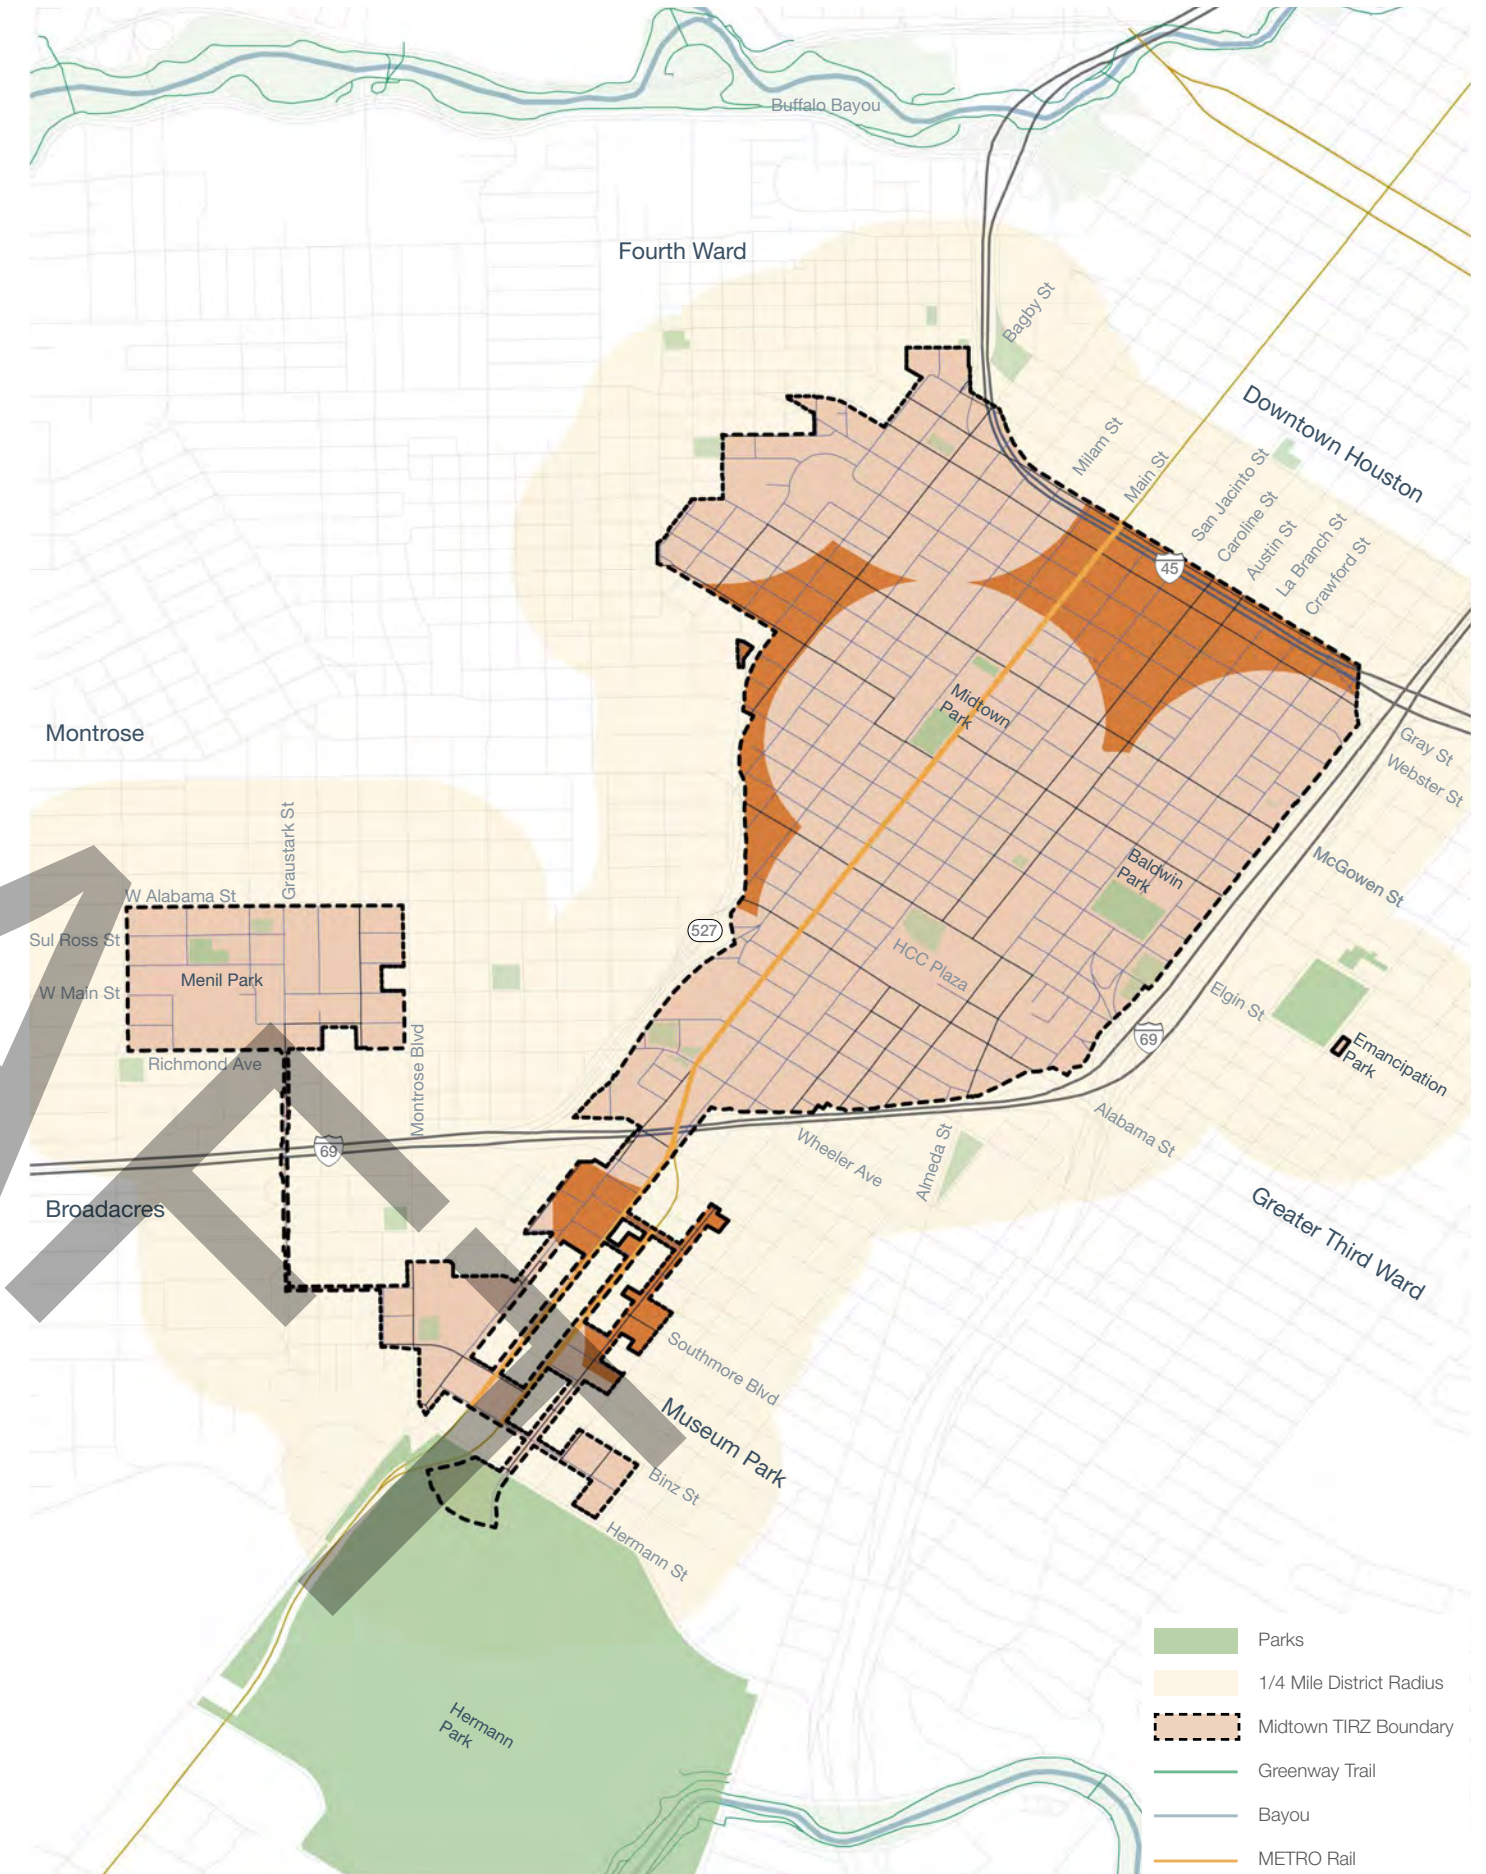 Buffalo Bayou
Fourth Ward
Bagby St
Downtown Houston
Milam St
Main St
San Jacinto St
Caroline St
Austin St
La Branch St
Crawford St
45
Midtown
Park
Montrose
Gray St
Webster St
Graustark St
McGowen St
Baldwin
Park
W Alabama St
527
Sul Ross St
HCC Plaza
Menil Park
W Main St
Elgin St
69
Emancipation
Park
Richmond Ave
Montrose Blvd
Alabama St
69
Wheeler Ave
Almeda St
Broadacres
Greater Third Ward
Southmore Blvd
Museum Park
Binz St
Hermann St
Hermann
Park
Parks
1/4 Mile District Radius
Midtown TIRZ Boundary
Greenway Trail
Bayou
METRO Rail